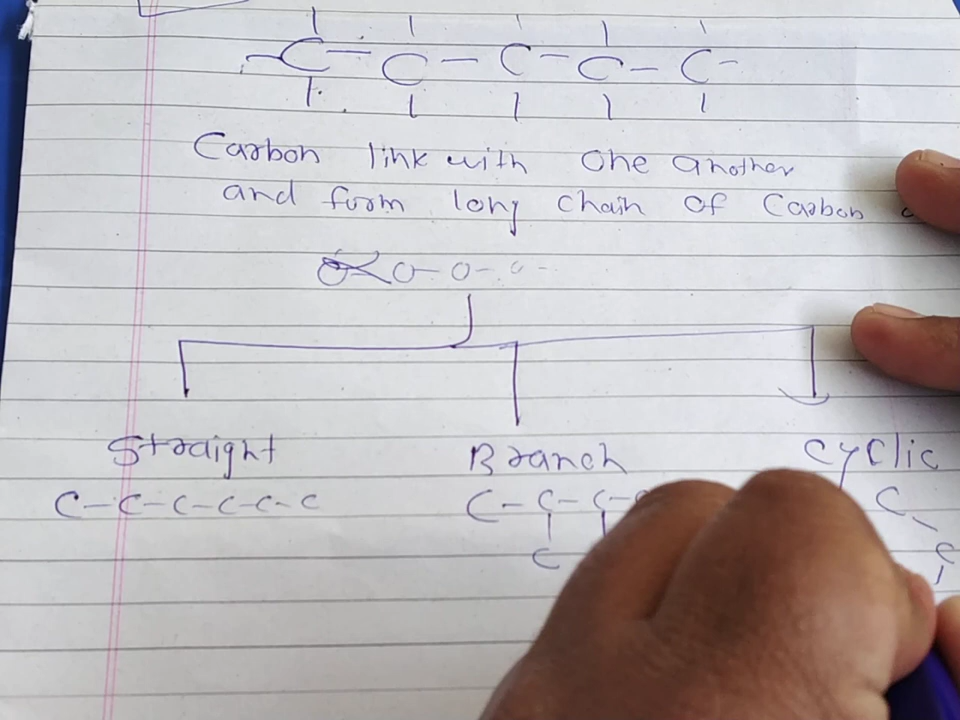 - C - C - C - C - C -
Carbon link with one another
and form long chain of Carbon
Straight Branch Cyclic
C-C-C-C-C-C C-C-C-C C
C C